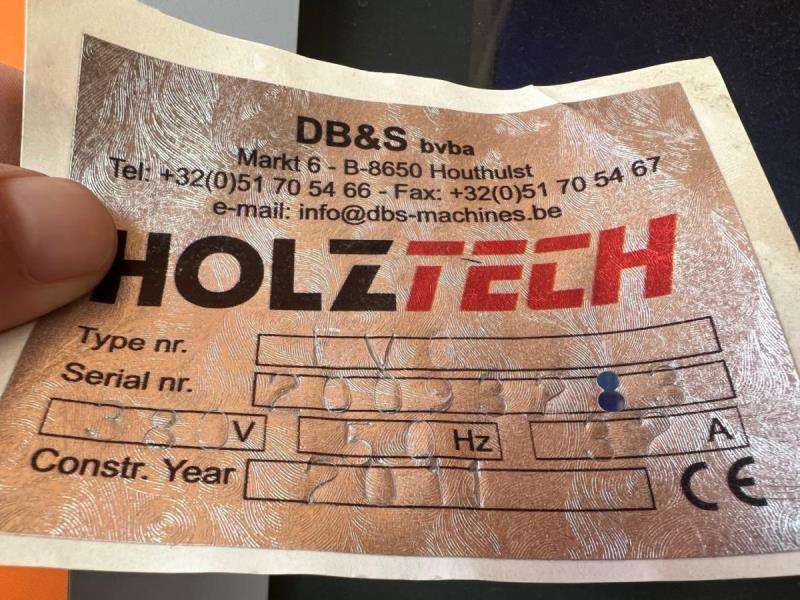 DB&S bvba
Markt 6 - B-8650 Houthulst
Tel: +32(0)51 70 54 66 - Fax: +32(0)51 70 54 67
e-mail: info@dbs-machines.be
HOLZTECH
Type nr.
Serial nr.
V 50 Hz A
Constr. Year 2011
CE